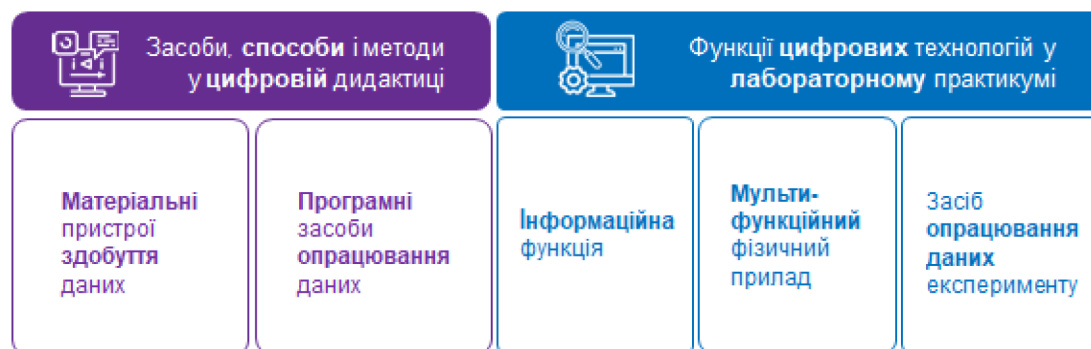 Засоби, способи і методи
у цифровій дидактиці
Функції цифрових технологій у
лабораторному практикумі
Матеріальні
пристрої
здобуття
даних
Програмні
засоби
опрацювання
даних
Інформаційна
функція
Мульти-
функційний
фізичний
прилад
Засіб
опрацювання
даних
експерименту